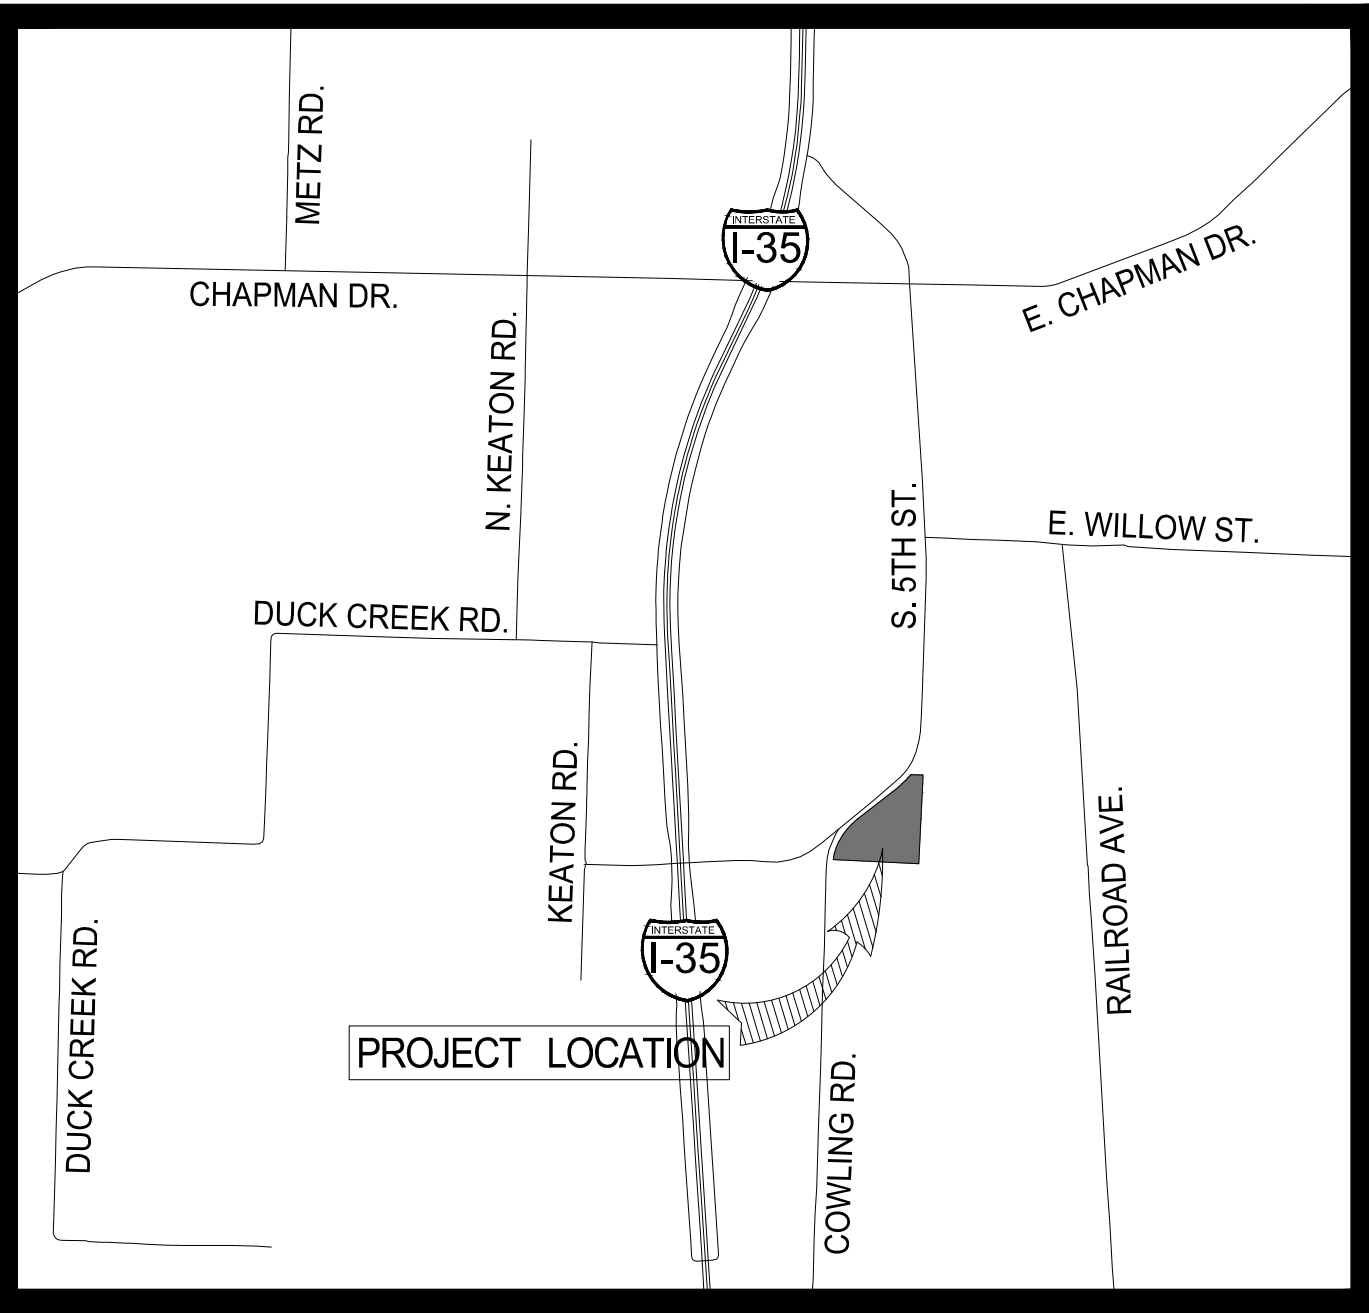 METZ RD.
INTERSTATE
I-35
CHAPMAN DR.
E. CHAPMAN DR.
N. KEATON RD.
S. 5TH ST.
E. WILLOW ST.
DUCK CREEK RD.
KEATON RD.
RAILROAD AVE.
DUCK CREEK RD.
INTERSTATE
I-35
PROJECT LOCATION
COWLING RD.